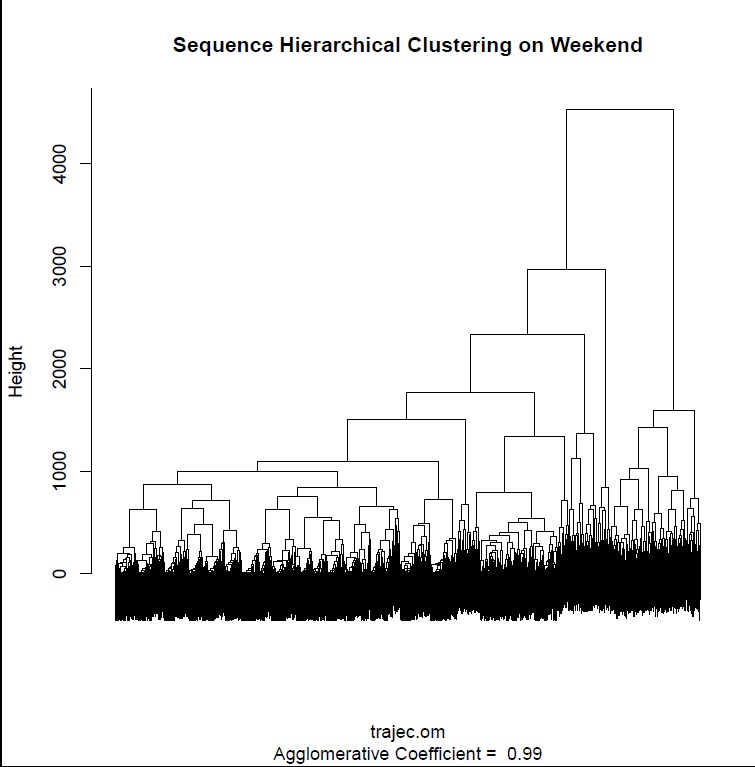 Sequence Hierarchical Clustering on Weekend
4000
3000
2000
1000
0
Height
trajec.om
Agglomerative Coefficient =  0.99